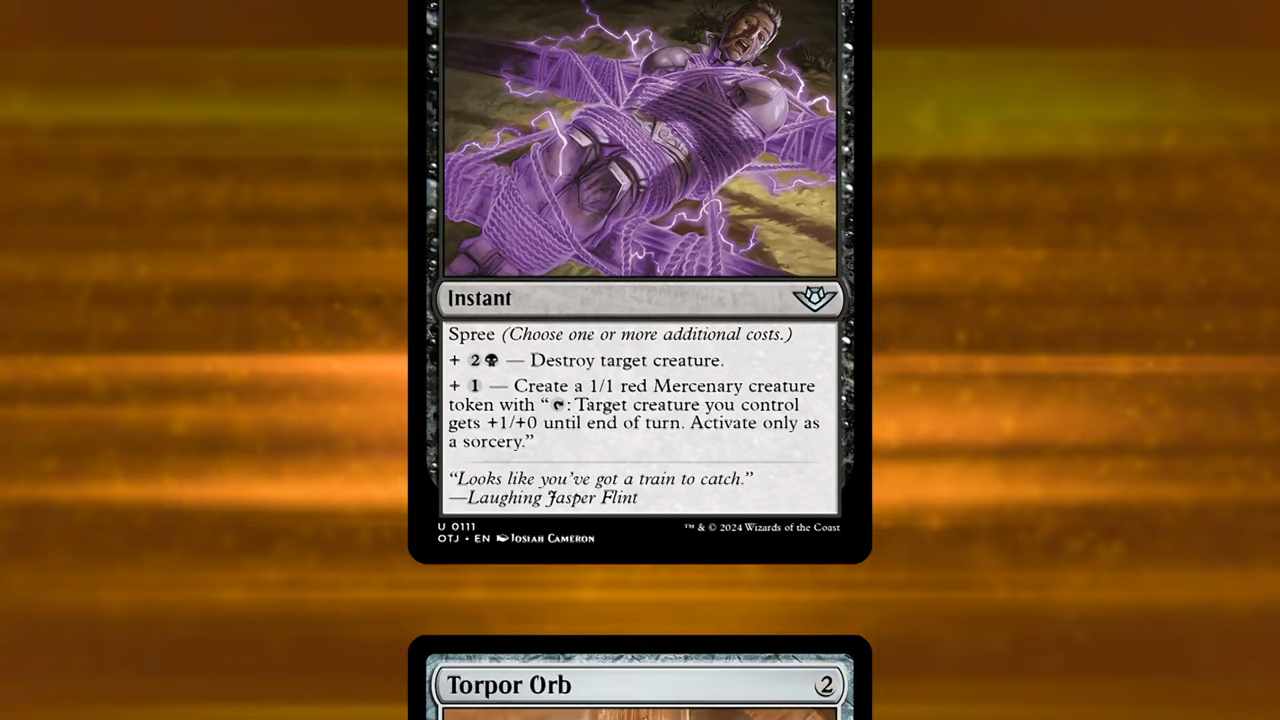 Instant
Spree (Choose one or more additional costs.)
+ 2 — Destroy target creature.
+ 1 — Create a 1/1 red Mercenary creature
token with “ : Target creature you control
gets +1/+0 until end of turn. Activate only as
a sorcery.”
“Looks like you’ve got a train to catch.”
—Laughing Jasper Flint
U 0111
OTJ • EN Josiah Cameron
™ & © 2024 Wizards of the Coast
Torpor Orb
2